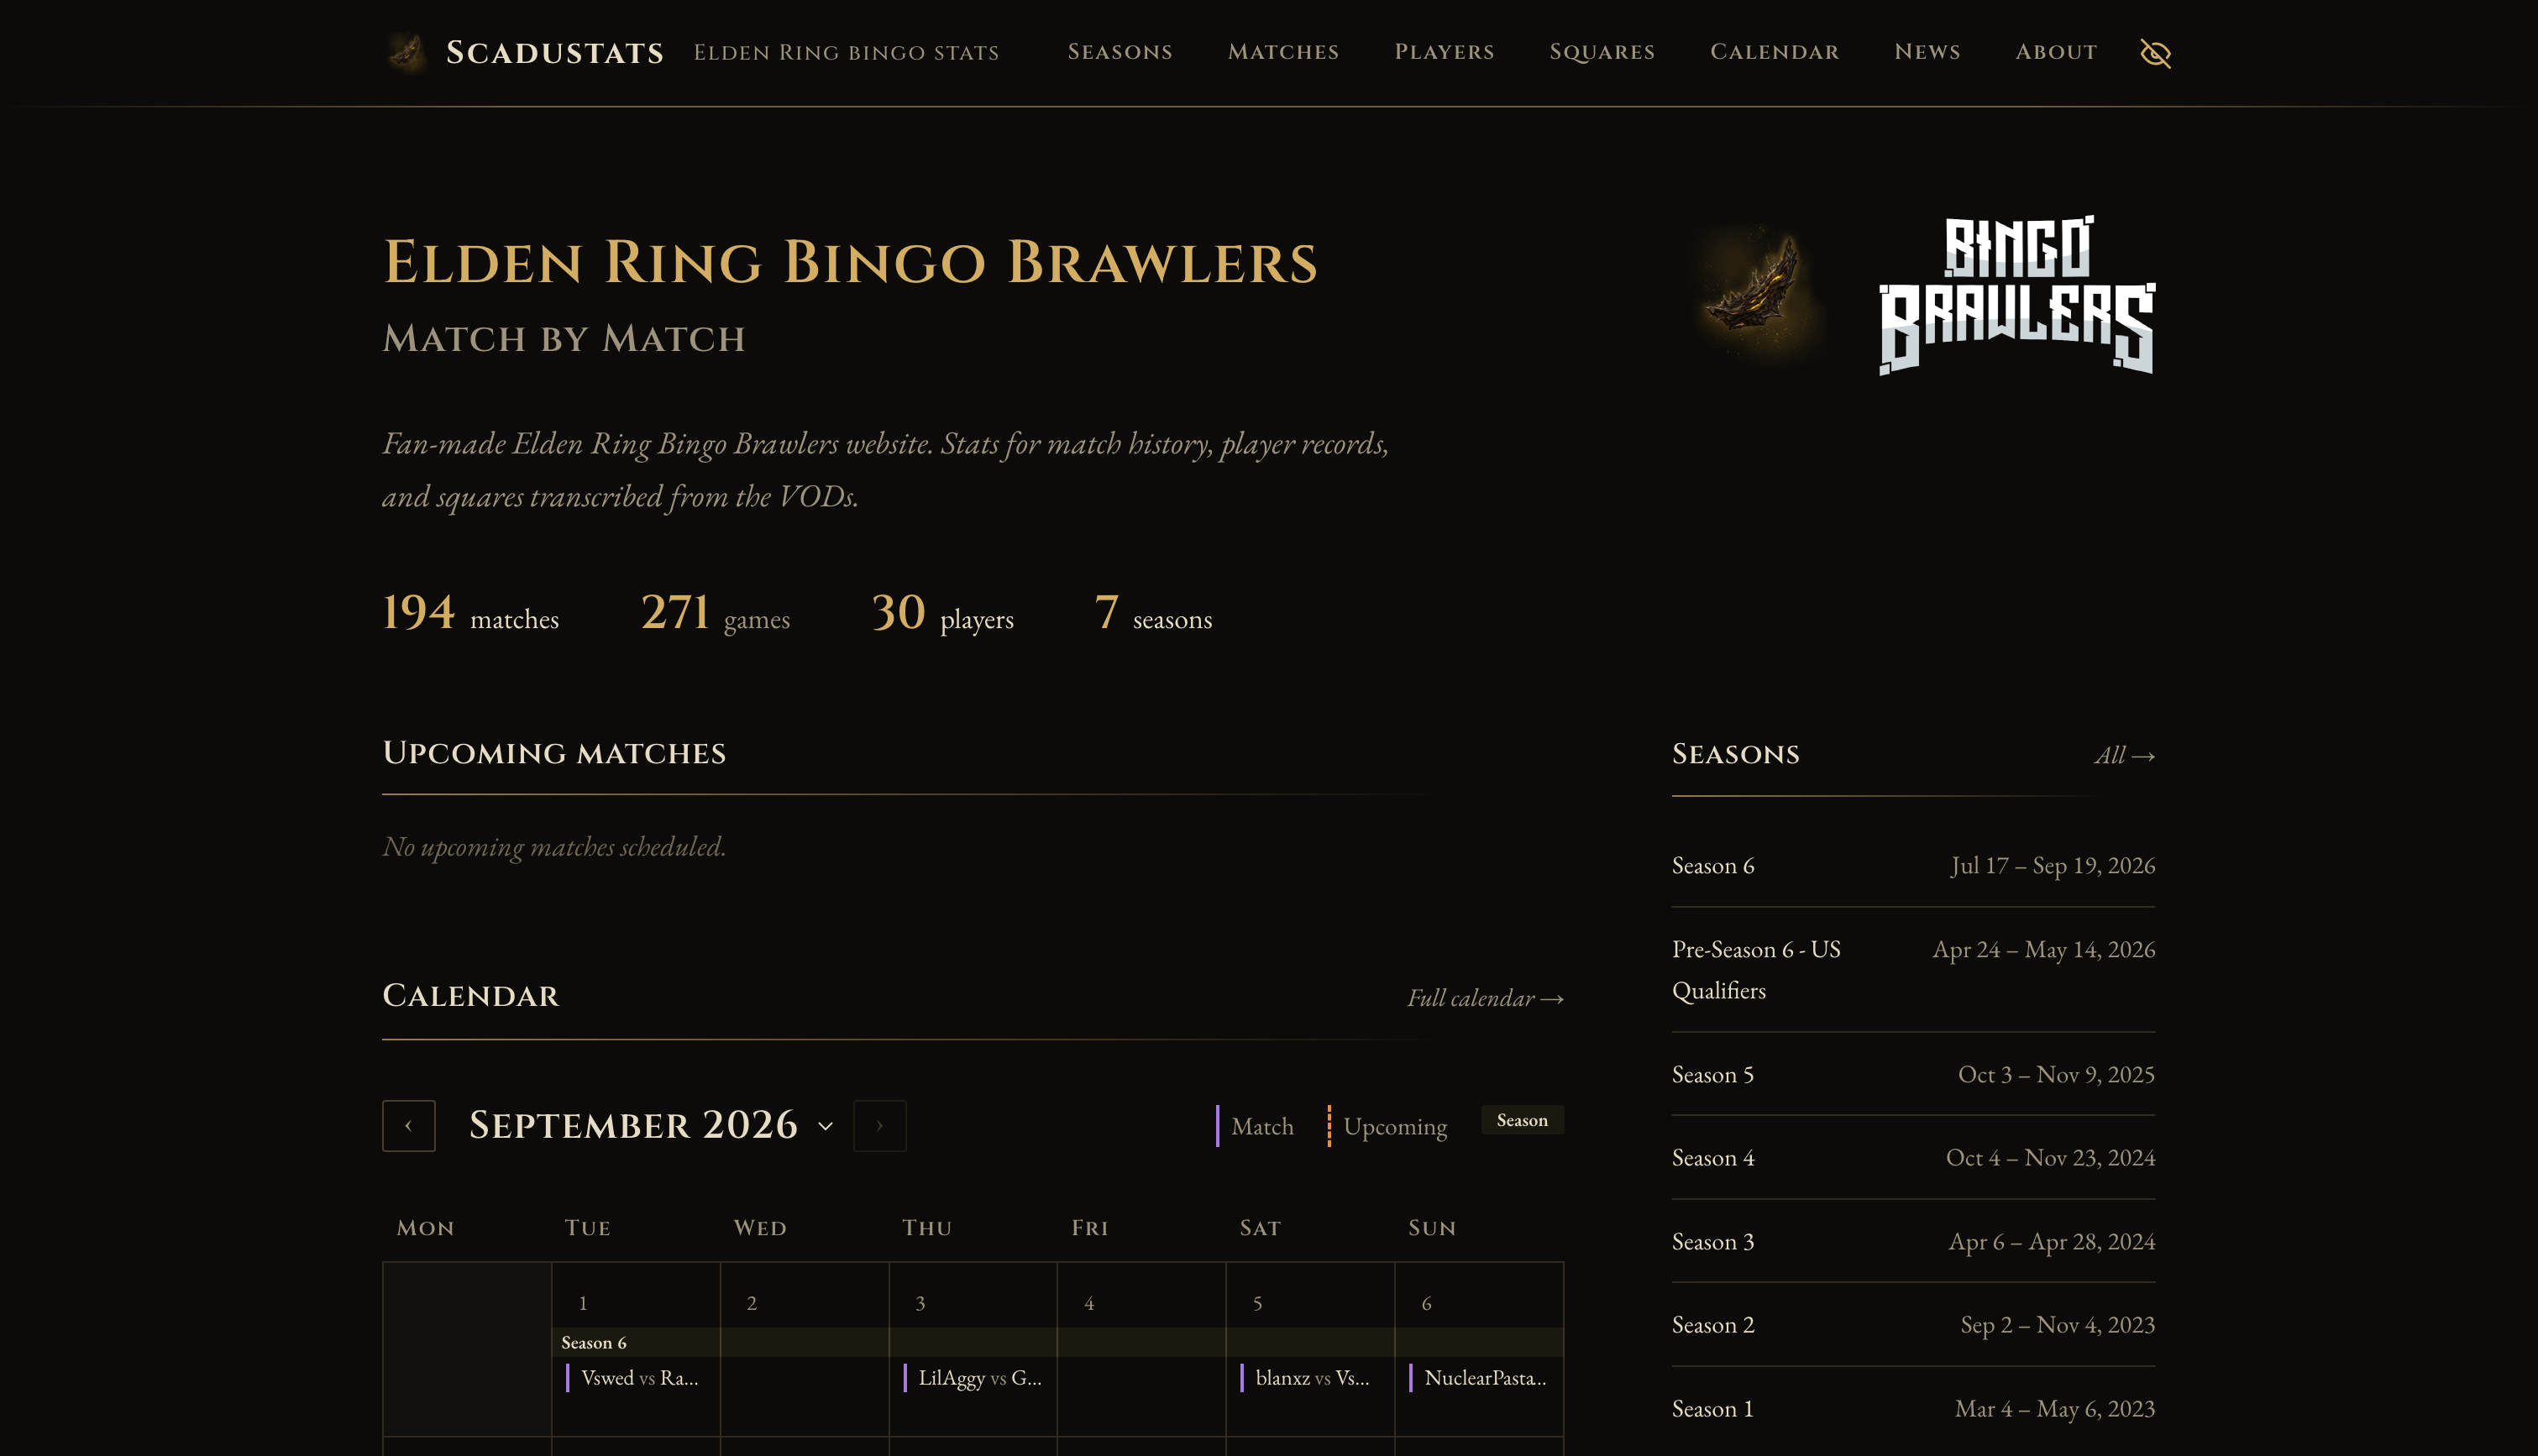 Scadustats
Elden Ring bingo stats
Seasons
Matches
Players
Squares
Calendar
News
About
Elden Ring Bingo Brawlers
Match by Match
BINGO
BRAWLERS
Fan-made Elden Ring Bingo Brawlers website. Stats for match history, player records,
and squares transcribed from the VODs.
194 matches
271 games
30 players
7 seasons
Upcoming matches
No upcoming matches scheduled.
Calendar
Full calendar →
‹
September 2026
›
Match
Upcoming
Season
Mon
Tue
Wed
Thu
Fri
Sat
Sun
1
2
3
4
5
6
Season 6
Vswed vs Ra...
LilAggy vs G...
blanxz vs Vs...
NuclearPasta...
Seasons
All →
Season 6
Jul 17 – Sep 19, 2026
Pre-Season 6 - US
Qualifiers
Apr 24 – May 14, 2026
Season 5
Oct 3 – Nov 9, 2025
Season 4
Oct 4 – Nov 23, 2024
Season 3
Apr 6 – Apr 28, 2024
Season 2
Sep 2 – Nov 4, 2023
Season 1
Mar 4 – May 6, 2023